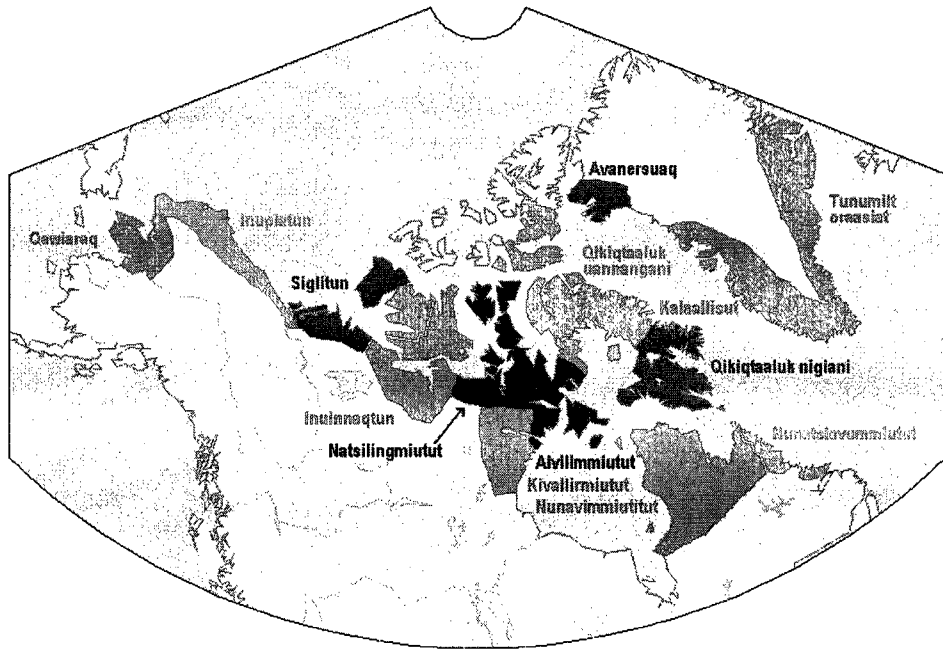 Avanersuaq
Tunumiit
oraasiat
Inupiatun
Qawiaraq
Qikiqtaaluk
uannangani
Siglitun
Kalaallisut
Qikiqtaaluk nigiani
Inuinnaqtun
Nunatsiavummiutut
Natsilingmiutut
Aivilimmiutut
Kivallirmiutut
Nunavimmiutitut